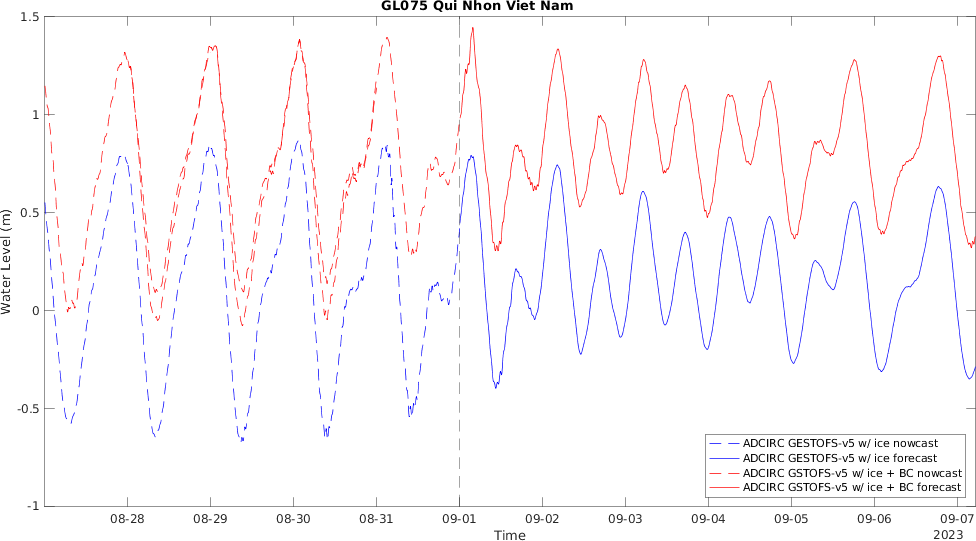 GL075 Qui Nhon Viet Nam
1.5
1
0.5
0
-0.5
-1
Water Level (m)
ADCIRC GESTOFS-v5 w/ ice nowcast
ADCIRC GESTOFS-v5 w/ ice forecast
ADCIRC GSTOFS-v5 w/ ice + BC nowcast
ADCIRC GSTOFS-v5 w/ ice + BC forecast
08-28 08-29 08-30 08-31 09-01 09-02 09-03 09-04 09-05 09-06 09-07
Time 2023